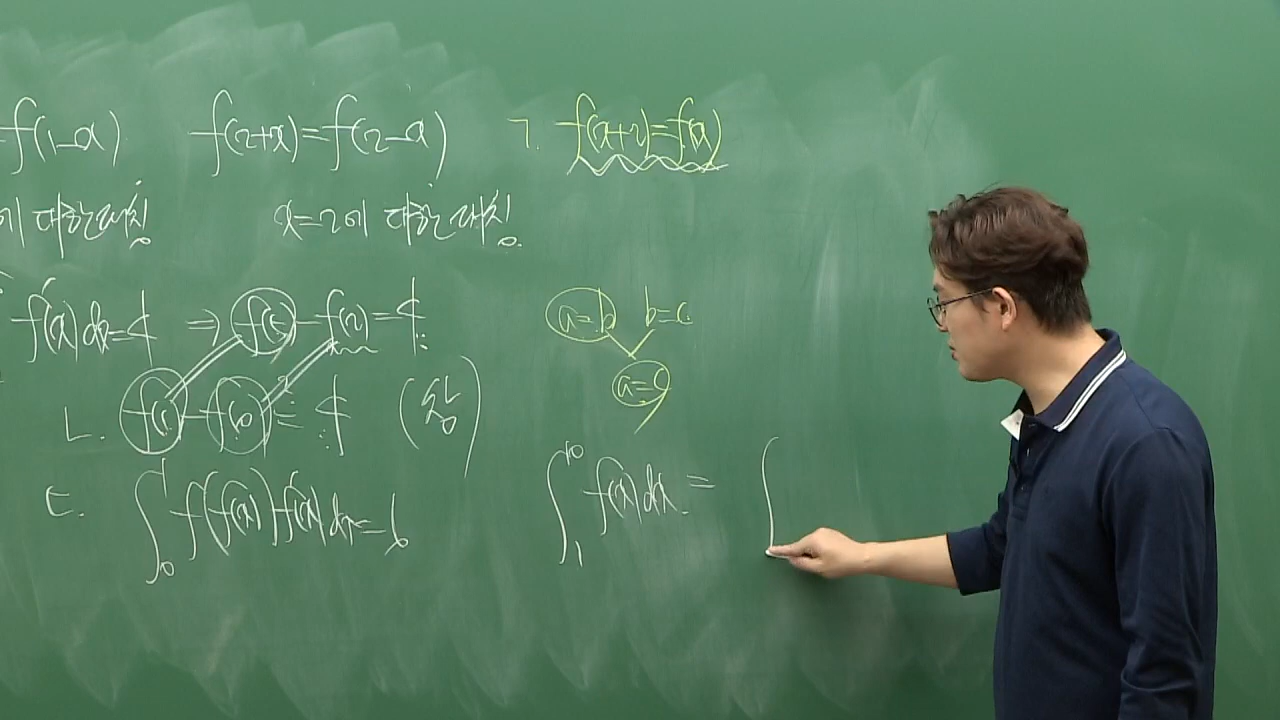 f(1-x) f(2+x)=f(2-x) ㄱ. f(x+2)=f(x)
에 대한 대칭. x=2에 대한 대칭.
f'(x)dx=4 ⇒ f(5)-f(2)=4 a=b b=c
a=c
ㄴ. f(1)-f(0)=4
ㄷ. ∫₀¹ f(f(x))f'(x)dx=6 ∫₁¹⁰ f(x)dx = ∫